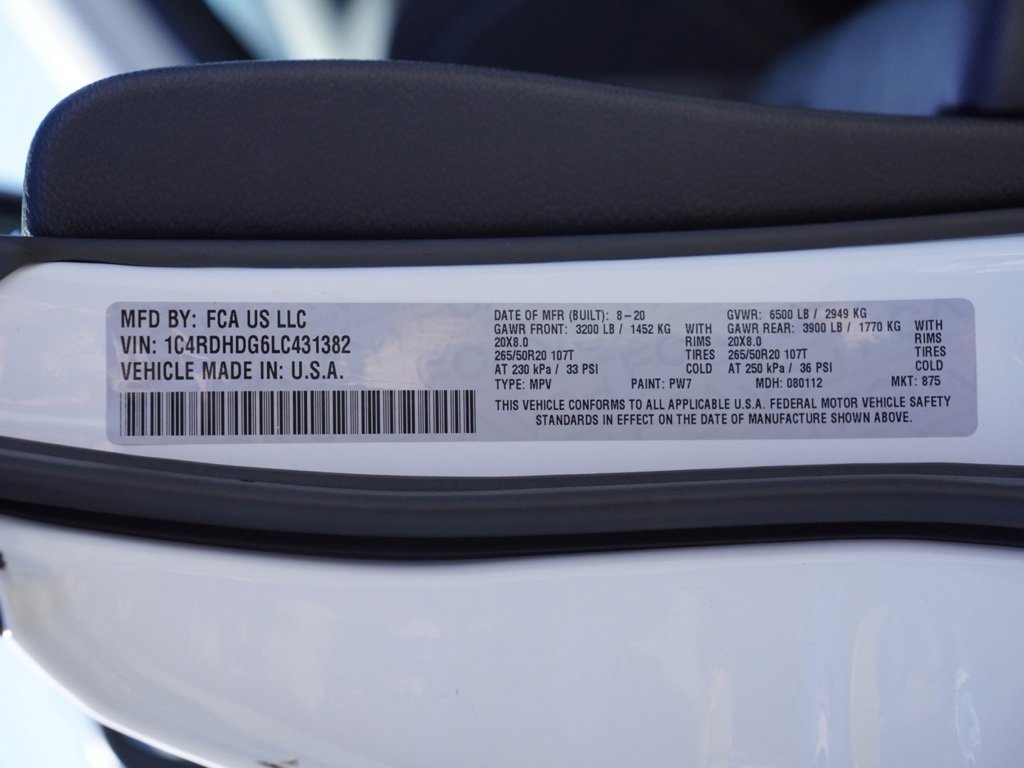 MFD BY: FCA US LLC
VIN: 1C4RDHDG6LC431382
VEHICLE MADE IN: U.S.A.
DATE OF MFR (BUILT): 8-20
GAWR FRONT: 3200 LB / 1452 KG WITH
20X8.0 RIMS
265/50R20 107T TIRES
AT 230 kPa / 33 PSI COLD
TYPE: MPV PAINT: PW7
GVWR: 6500 LB / 2949 KG
GAWR REAR: 3900 LB / 1770 KG WITH
20X8.0 RIMS
265/50R20 107T TIRES
AT 250 kPa / 36 PSI COLD
MDH: 080112 MKT: 875
THIS VEHICLE CONFORMS TO ALL APPLICABLE U.S.A. FEDERAL MOTOR VEHICLE SAFETY
STANDARDS IN EFFECT ON THE DATE OF MANUFACTURE SHOWN ABOVE.